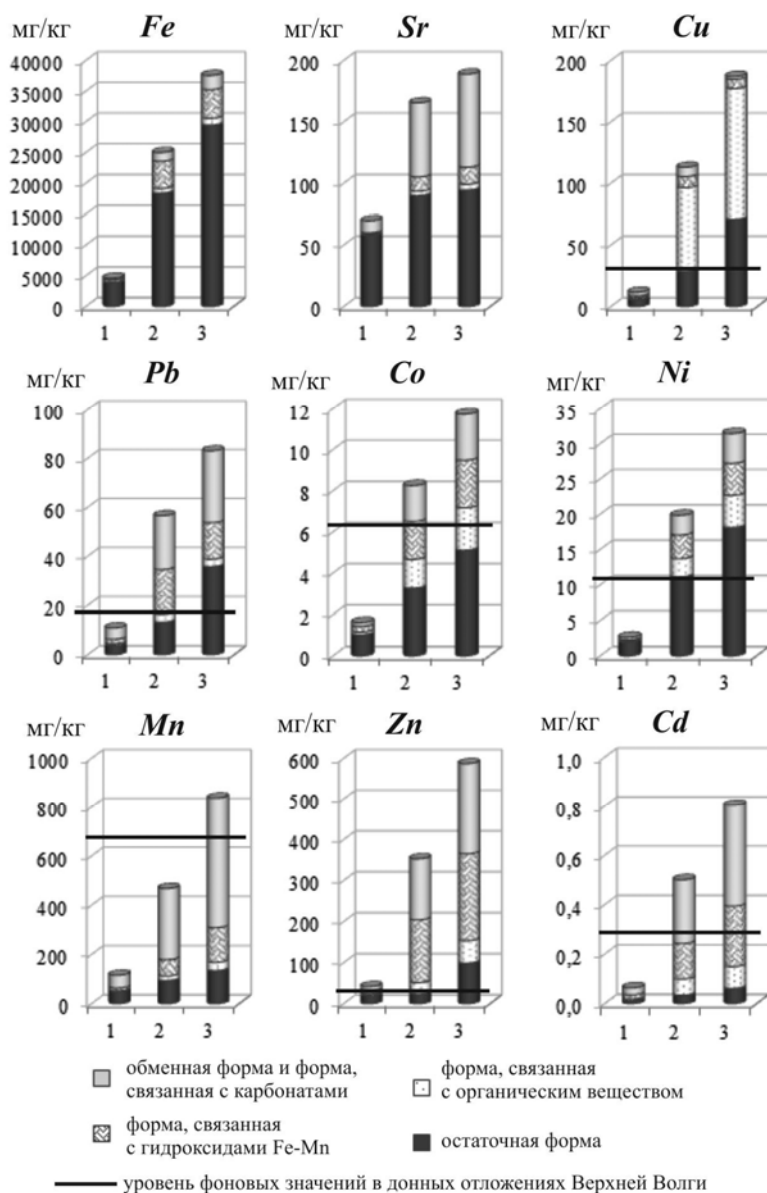 мг/кг Fe
40000
35000
30000
25000
20000
15000
10000
5000
0
1 2 3
мг/кг Sr
200
150
100
50
0
1 2 3
мг/кг Cu
200
150
100
50
0
1 2 3
мг/кг Pb
100
80
60
40
20
0
1 2 3
мг/кг Co
12
10
8
6
4
2
0
1 2 3
мг/кг Ni
35
30
25
20
15
10
5
0
1 2 3
мг/кг Mn
1000
800
600
400
200
0
1 2 3
мг/кг Zn
600
500
400
300
200
100
0
1 2 3
мг/кг Cd
1,0
0,8
0,6
0,4
0,2
0,0
1 2 3
обменная форма и форма,
связанная с карбонатами
форма, связанная
с органическим веществом
форма, связанная
с гидроксидами Fe-Mn
остаточная форма
уровень фоновых значений в донных отложениях Верхней Волги